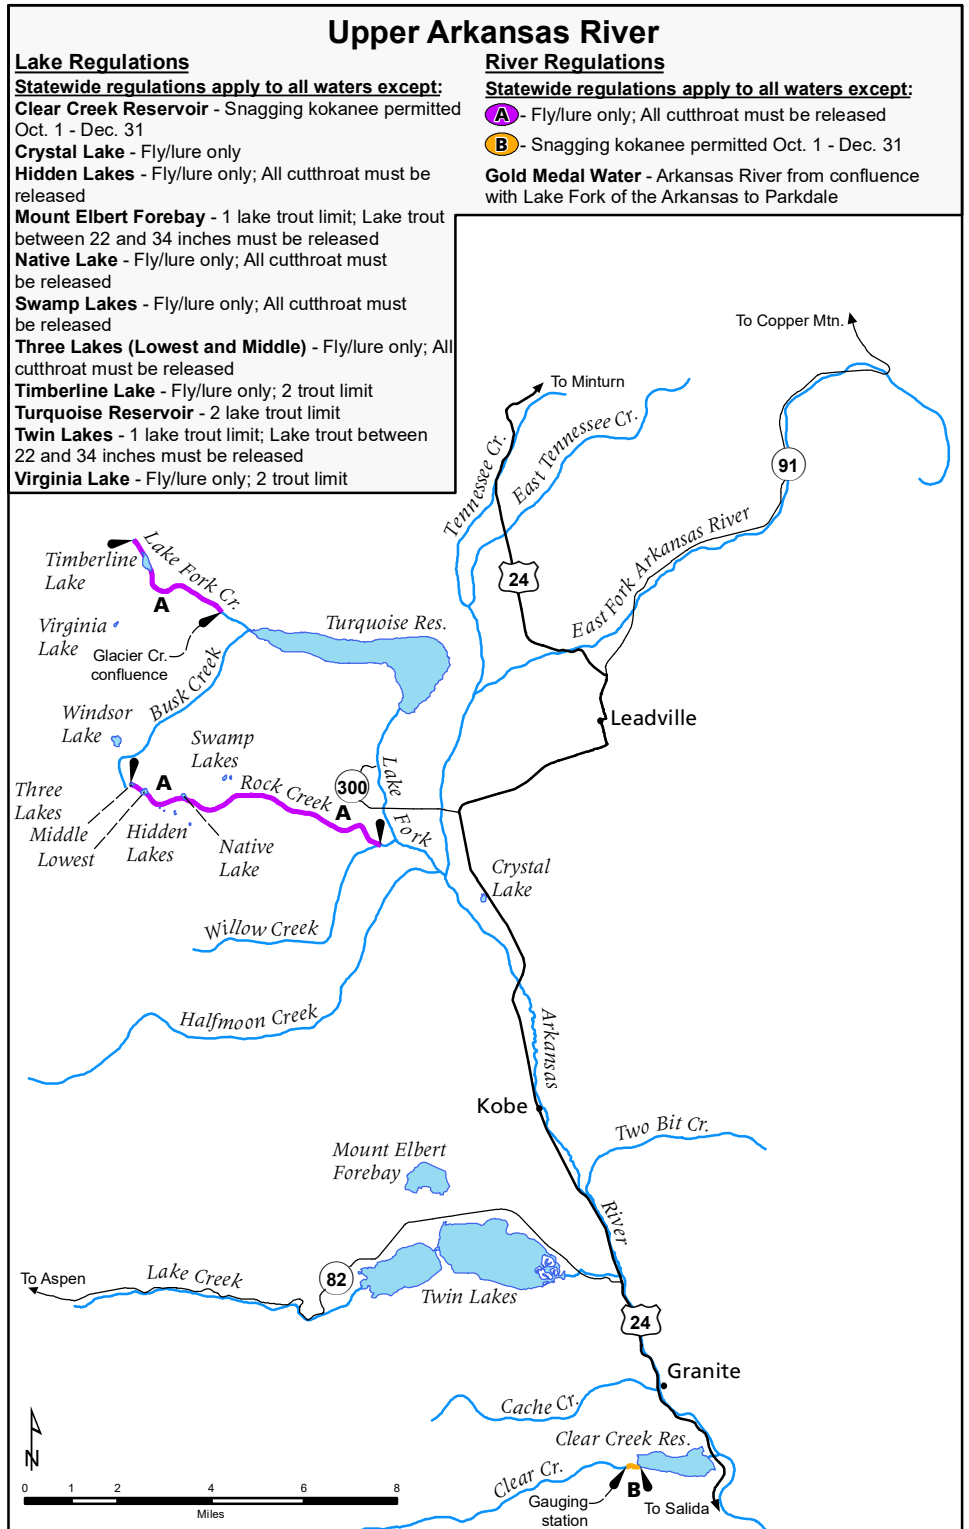 Upper Arkansas River
Lake Regulations
Statewide regulations apply to all waters except:
Clear Creek Reservoir - Snagging kokanee permitted
Oct. 1 - Dec. 31
Crystal Lake - Fly/lure only
Hidden Lakes - Fly/lure only; All cutthroat must be
released
Mount Elbert Forebay - 1 lake trout limit; Lake trout
between 22 and 34 inches must be released
Native Lake - Fly/lure only; All cutthroat must
be released
Swamp Lakes - Fly/lure only; All cutthroat must
be released
Three Lakes (Lowest and Middle) - Fly/lure only; All
cutthroat must be released
Timberline Lake - Fly/lure only; 2 trout limit
Turquoise Reservoir - 2 lake trout limit
Twin Lakes - 1 lake trout limit; Lake trout between
22 and 34 inches must be released
Virginia Lake - Fly/lure only; 2 trout limit
River Regulations
Statewide regulations apply to all waters except:
A - Fly/lure only; All cutthroat must be released
B - Snagging kokanee permitted Oct. 1 - Dec. 31
Gold Medal Water - Arkansas River from confluence
with Lake Fork of the Arkansas to Parkdale
To Copper Mtn.
To Minturn
Tennessee Cr.
East Tennessee Cr.
91
24
East Fork Arkansas River
Lake Fork Cr.
Timberline
Lake
A
Virginia
Lake
Glacier Cr.
confluence
Turquoise Res.
Busk Creek
Leadville
Windsor
Lake
Swamp
Lakes
A
Rock Creek
300
A
Lake
Fork
Three
Lakes
Middle
Lowest
Hidden
Lakes
Native
Lake
Crystal
Lake
Willow Creek
Halfmoon Creek
Arkansas
Kobe
Two Bit Cr.
Mount Elbert
Forebay
River
To Aspen
Lake Creek
82
Twin Lakes
24
Granite
Cache Cr.
Clear Creek Res.
Clear Cr.
B
Gauging
station
To Salida
N
0 1 2 4 6 8
Miles